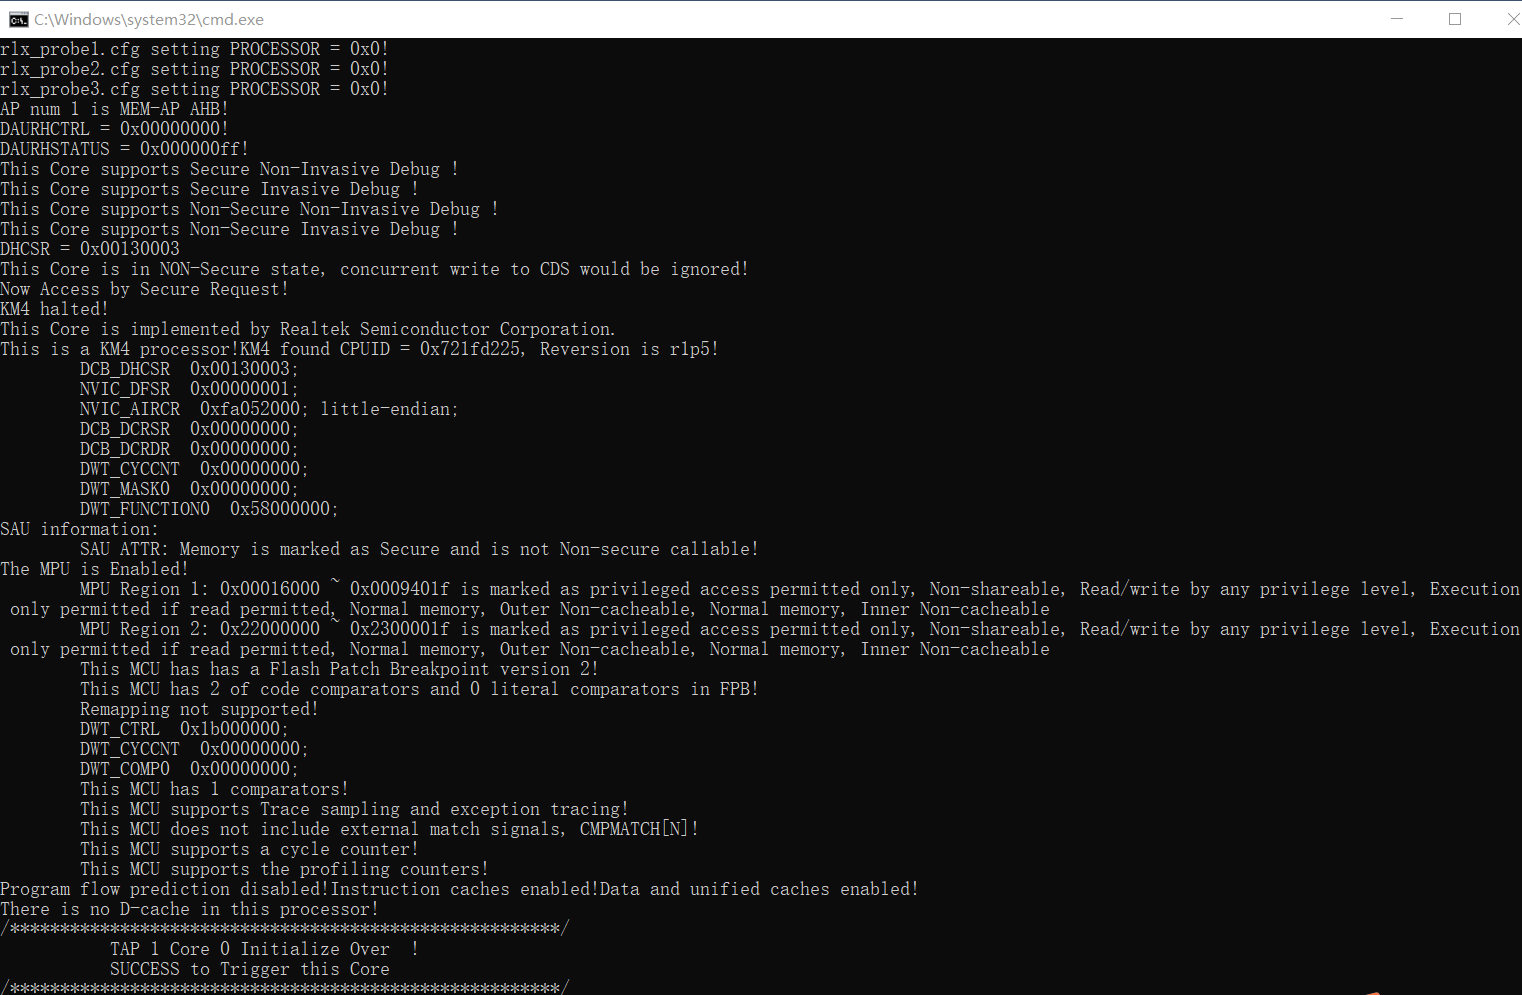 C:\Windows\system32\cmd.exe
rlx_probe1.cfg setting PROCESSOR = 0x0!
rlx_probe2.cfg setting PROCESSOR = 0x0!
rlx_probe3.cfg setting PROCESSOR = 0x0!
AP num 1 is MEM-AP AHB!
DAURHCTRL = 0x00000000!
DAURHSTATUS = 0x000000ff!
This Core supports Secure Non-Invasive Debug !
This Core supports Secure Invasive Debug !
This Core supports Non-Secure Non-Invasive Debug !
This Core supports Non-Secure Invasive Debug !
DHCSR = 0x00130003
This Core is in NON-Secure state, concurrent write to CDS would be ignored!
Now Access by Secure Request!
KM4 halted!
This Core is implemented by Realtek Semiconductor Corporation.
This is a KM4 processor!KM4 found CPUID = 0x721fd225, Reversion is r1p5!
DCB_DHCSR  0x00130003;
NVIC_DFSR  0x00000001;
NVIC_AIRCR  0xfa052000; little-endian;
DCB_DCRSR  0x00000000;
DCB_DCRDR  0x00000000;
DWT_CYCCNT  0x00000000;
DWT_MASK0  0x00000000;
DWT_FUNCTION0  0x58000000;
SAU information:
SAU ATTR: Memory is marked as Secure and is not Non-secure callable!
The MPU is Enabled!
MPU Region 1: 0x00016000 ~ 0x0009401f is marked as privileged access permitted only, Non-shareable, Read/write by any privilege level, Execution
only permitted if read permitted, Normal memory, Outer Non-cacheable, Normal memory, Inner Non-cacheable
MPU Region 2: 0x22000000 ~ 0x2300001f is marked as privileged access permitted only, Non-shareable, Read/write by any privilege level, Execution
only permitted if read permitted, Normal memory, Outer Non-cacheable, Normal memory, Inner Non-cacheable
This MCU has has a Flash Patch Breakpoint version 2!
This MCU has 2 of code comparators and 0 literal comparators in FPB!
Remapping not supported!
DWT_CTRL  0x1b000000;
DWT_CYCCNT  0x00000000;
DWT_COMP0  0x00000000;
This MCU has 1 comparators!
This MCU supports Trace sampling and exception tracing!
This MCU does not include external match signals, CMPMATCH[N]!
This MCU supports a cycle counter!
This MCU supports the profiling counters!
Program flow prediction disabled!Instruction caches enabled!Data and unified caches enabled!
There is no D-cache in this processor!
/*******************************************************/
TAP 1 Core 0 Initialize Over  !
SUCCESS to Trigger this Core
/*******************************************************/